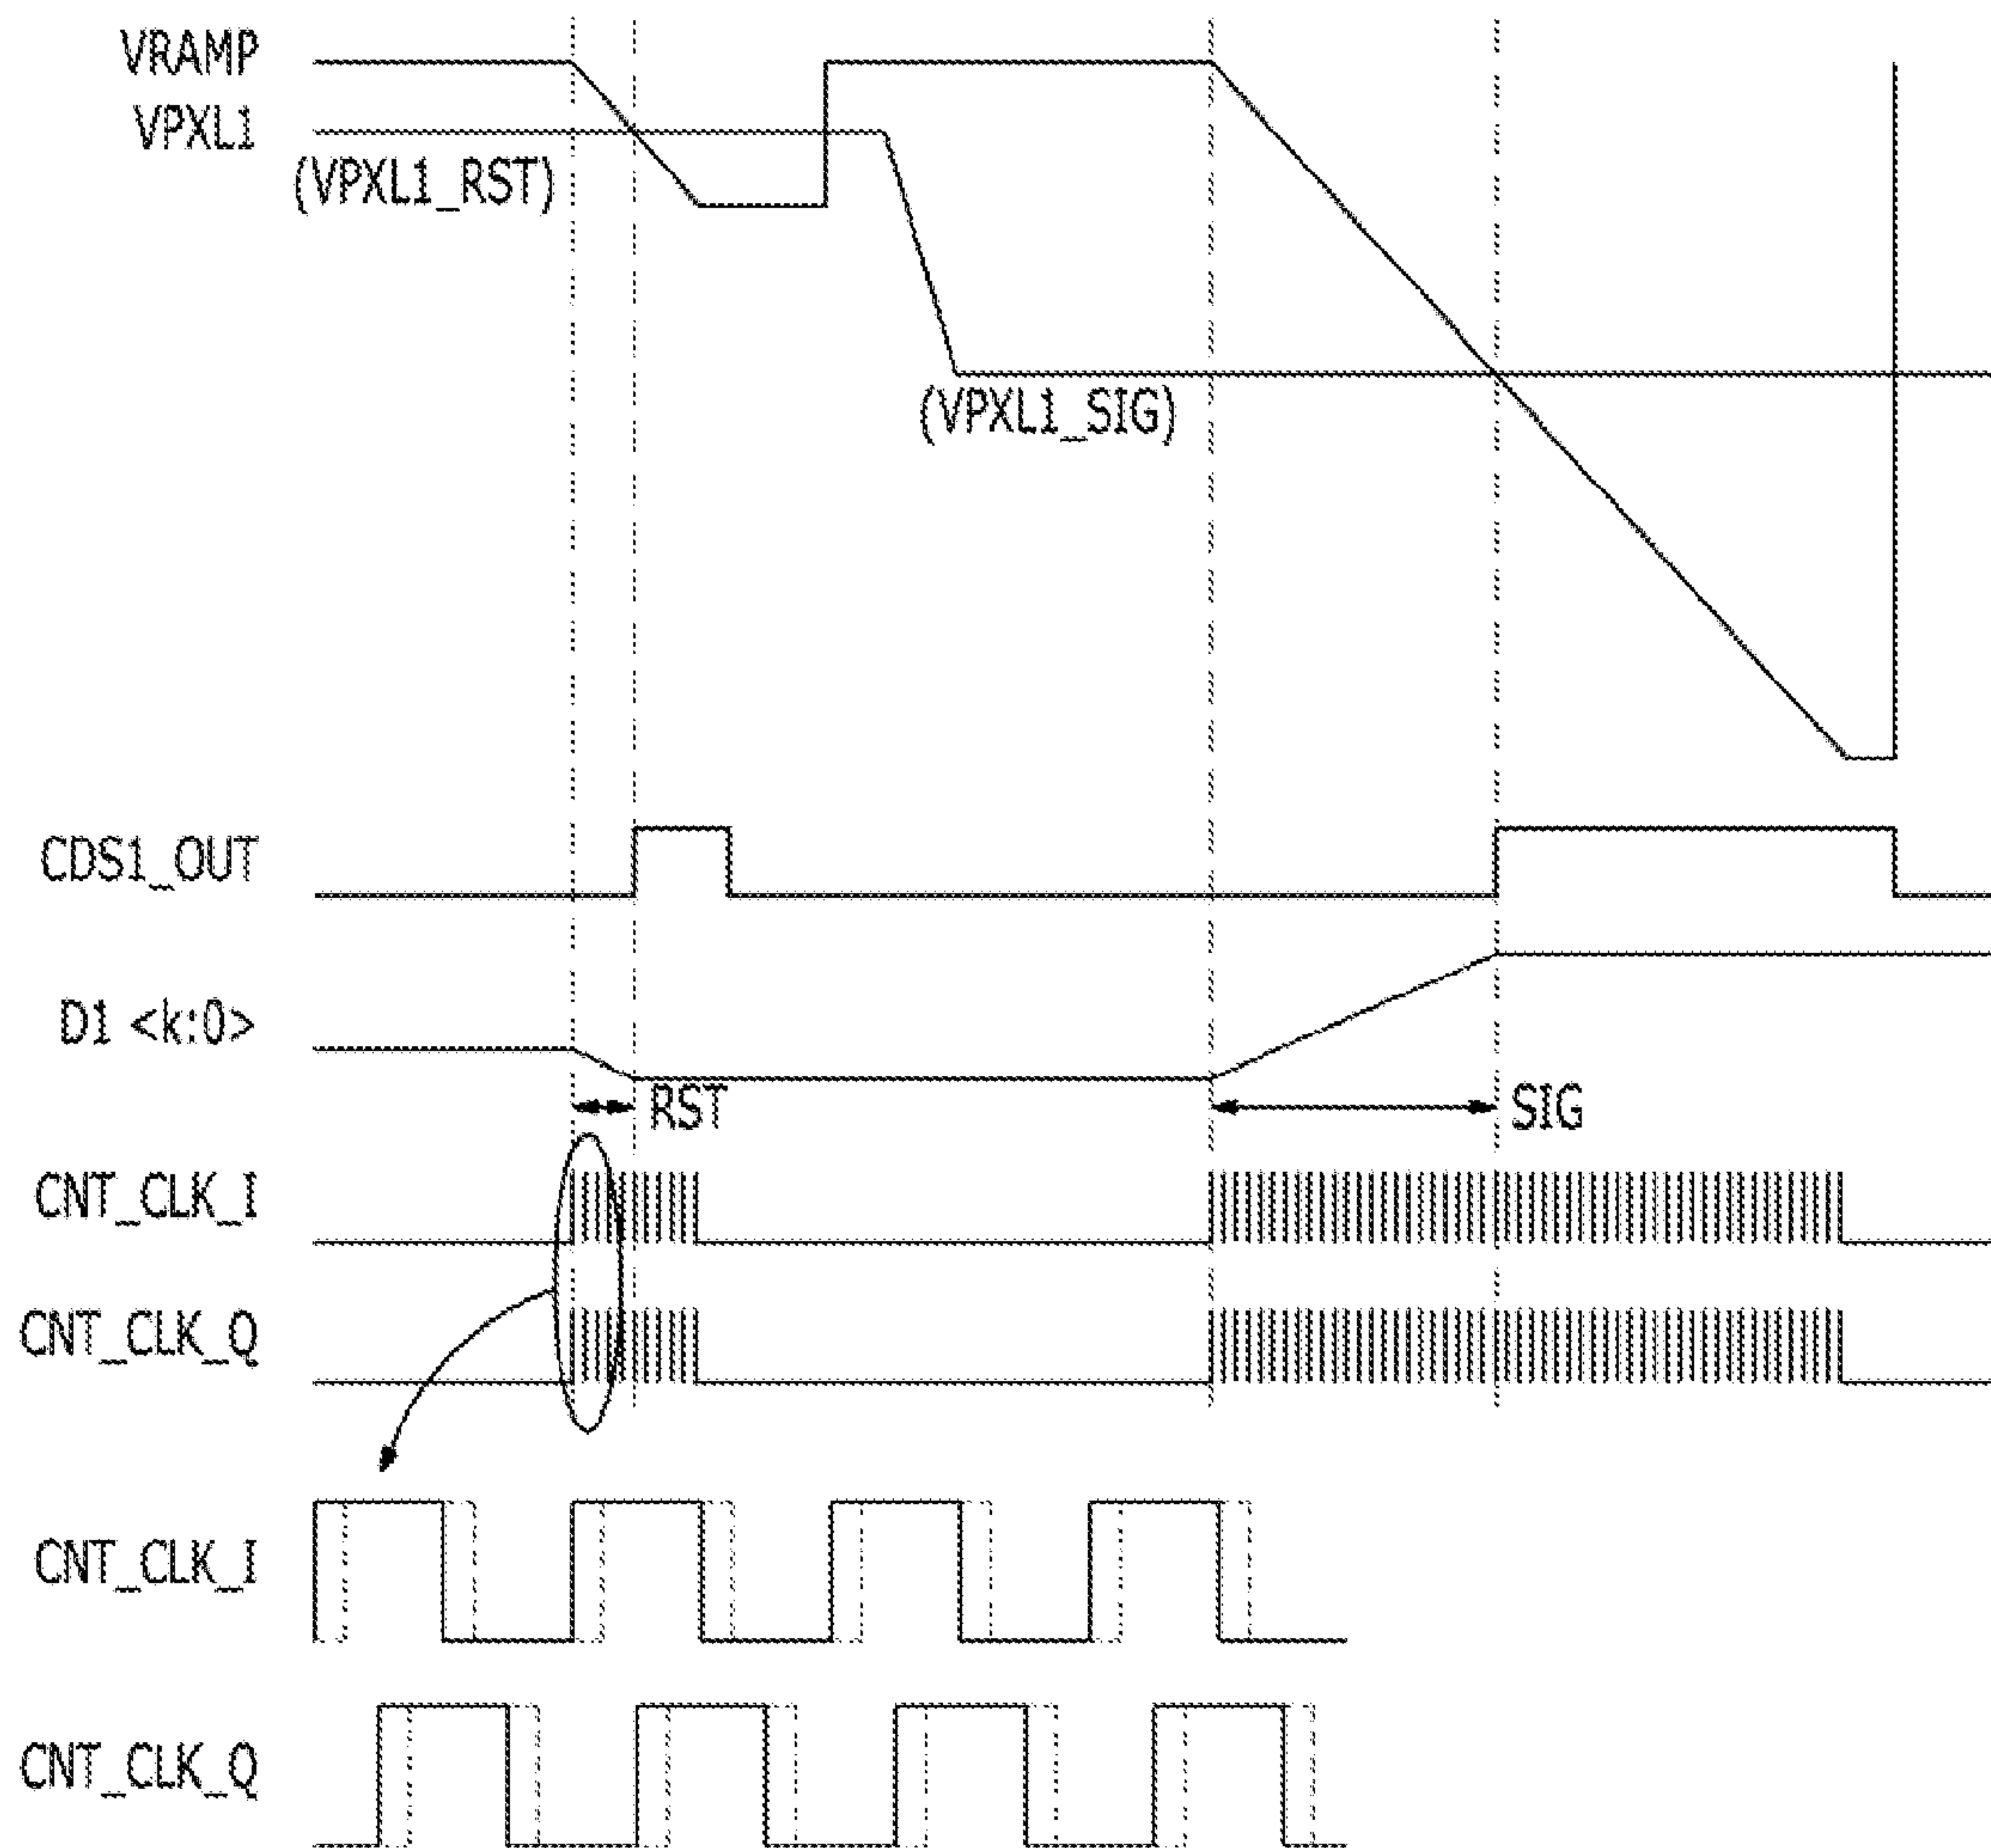 VRAMP
VPXL1
(VPXL1_RST)
(VPXL1_SIG)
CDS1_OUT
D1 <k:0>
RST
SIG
CNT_CLK_I
CNT_CLK_Q
CNT_CLK_I
CNT_CLK_Q